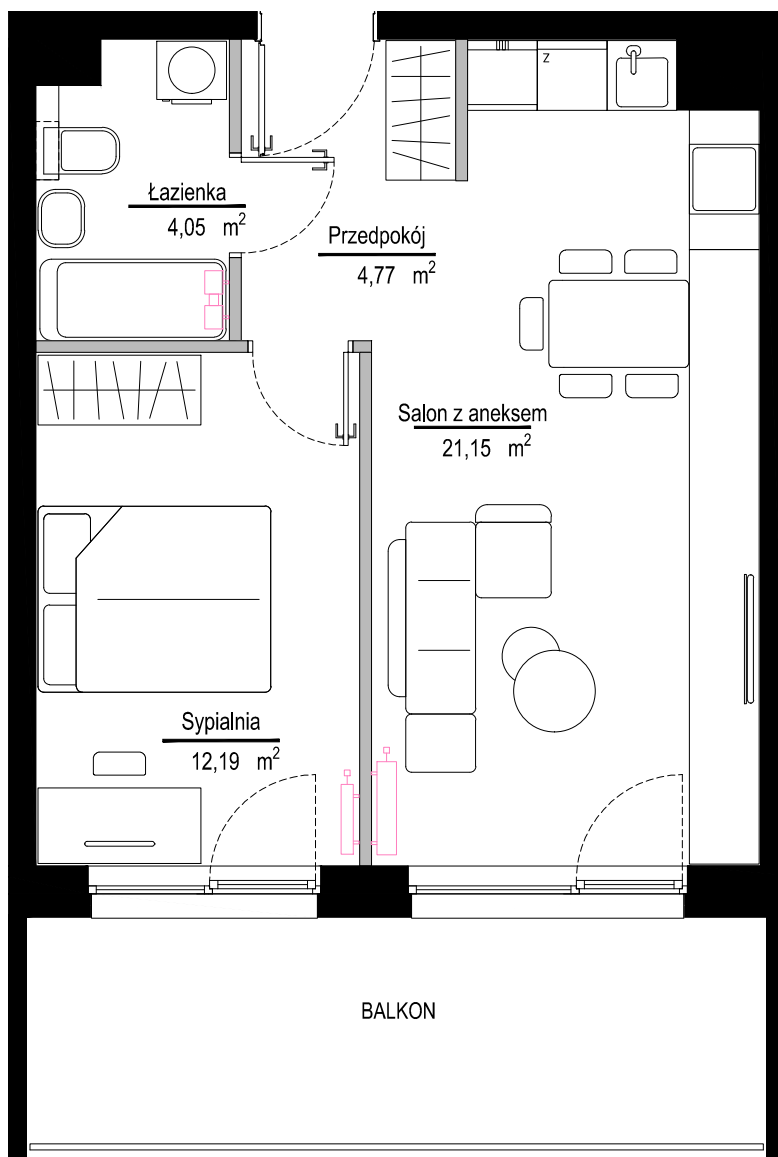 Z
Łazienka
4,05 m²
Przedpokój
4,77 m²
Salon z aneksem
21,15 m²
Sypialnia
12,19 m²
BALKON